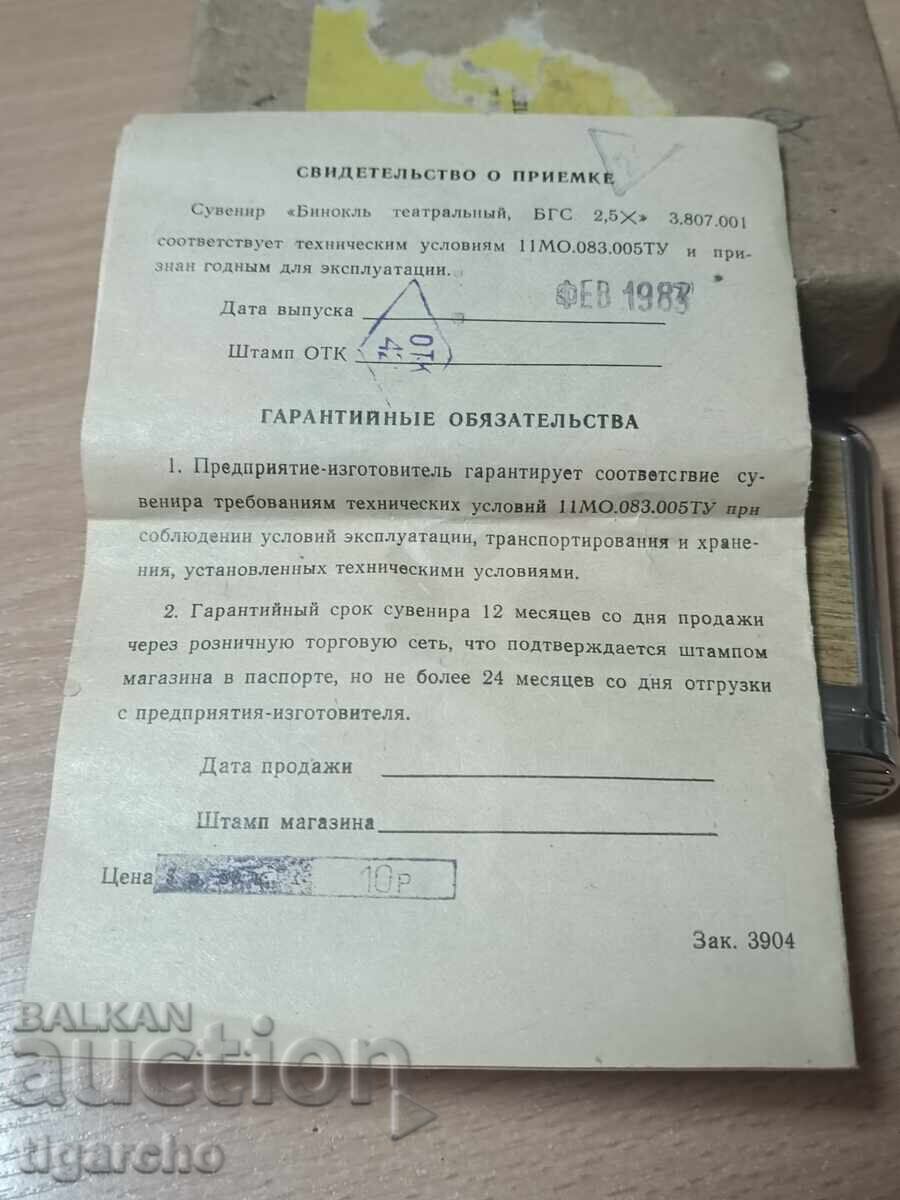 СВИДЕТЕЛЬСТВО О ПРИЕМКЕ
Сувенир «Бинокль театральный, БГС 2,5×» 3.807.001
соответствует техническим условиям 11МО.083.005ТУ и при-
знан годным для эксплуатации.
ФЕВ
Дата выпуска
Штамп ОТК
ОТК
42
ГАРАНТИЙНЫЕ ОБЯЗАТЕЛЬСТВА
1. Предприятие-изготовитель гарантирует соответствие су-
венира требованиям технических условий 11МО.083.005ТУ при
соблюдении условий эксплуатации, транспортирования и хране-
ния, установленных техническими условиями.
2. Гарантийный срок сувенира 12 месяцев со дня продажи
через розничную торговую сеть, что подтверждается штампом
магазина в паспорте, но не более 24 месяцев со дня отгрузки
с предприятия-изготовителя.
Дата продажи
Штамп магазина
Цена 10р
Зак. 3904
BALKAN
auction
tigarcho